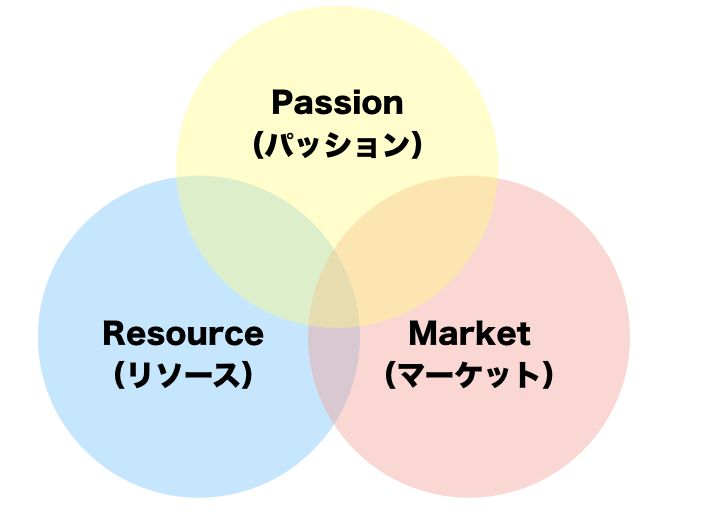 Passion
（パッション）
Resource
（リソース）
Market
（マーケット）